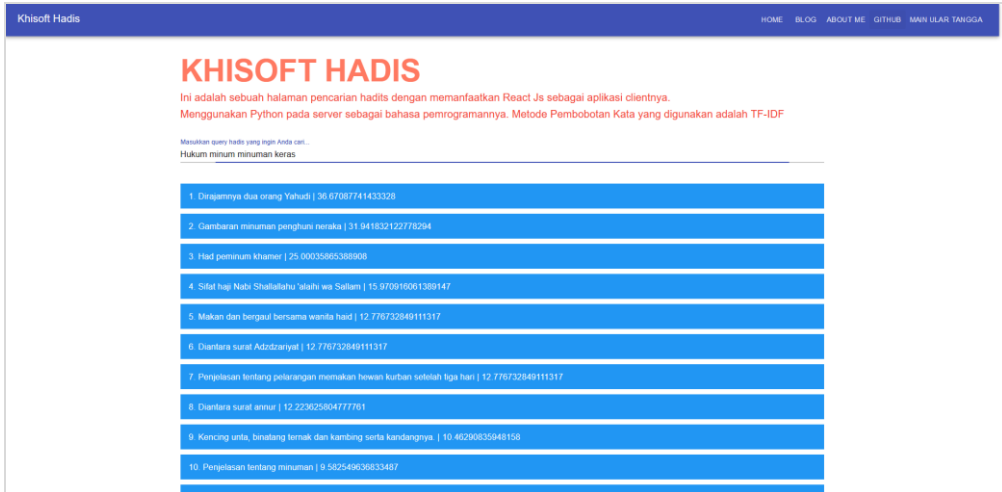 Khisoft Hadis
HOME BLOG ABOUT ME GITHUB MAIN ULAR TANGGA
KHISOFT HADIS
Ini adalah sebuah halaman pencarian hadits dengan memanfaatkan React Js sebagai aplikasi clientnya.
Menggunakan Python pada server sebagai bahasa pemrogramannya. Metode Pembobotan Kata yang digunakan adalah TF-IDF
Masukkan query hadis yang ingin Anda cari...
Hukum minum minuman keras
1. Dirajamnya dua orang Yahudi | 36.67087741433328
2. Gambaran minuman penghuni neraka | 31.941832122778294
3. Had peminum khamer | 25.00035865388908
4. Sifat haji Nabi Shallallahu 'alaihi wa Sallam | 15.970916061389147
5. Makan dan bergaul bersama wanita haid | 12.776732849111317
6. Diantara surat Adzdzariyat | 12.776732849111317
7. Penjelasan tentang pelarangan memakan hewan kurban setelah tiga hari | 12.776732849111317
8. Diantara surat annur | 12.223625804777761
9. Kencing unta, binatang ternak dan kambing serta kandangnya. | 10.46290835948158
10. Penjelasan tentang minuman | 9.582549636833487